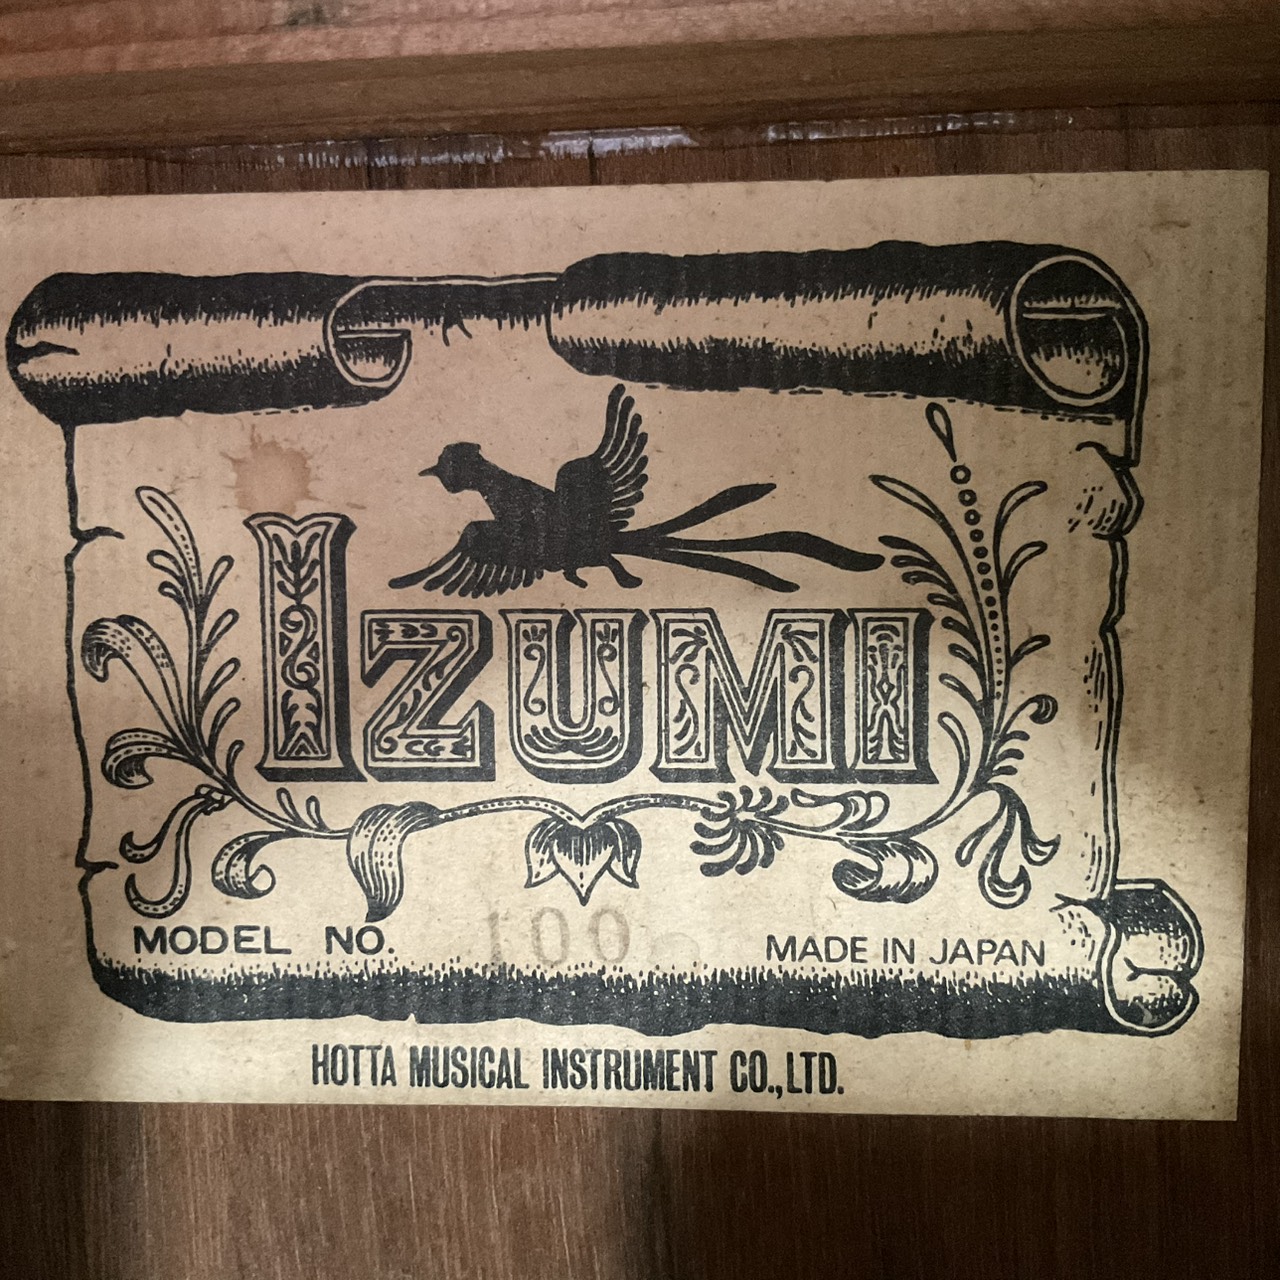 IZUMI
MODEL NO. 100
MADE IN JAPAN
HOTTA MUSICAL INSTRUMENT CO.,LTD.